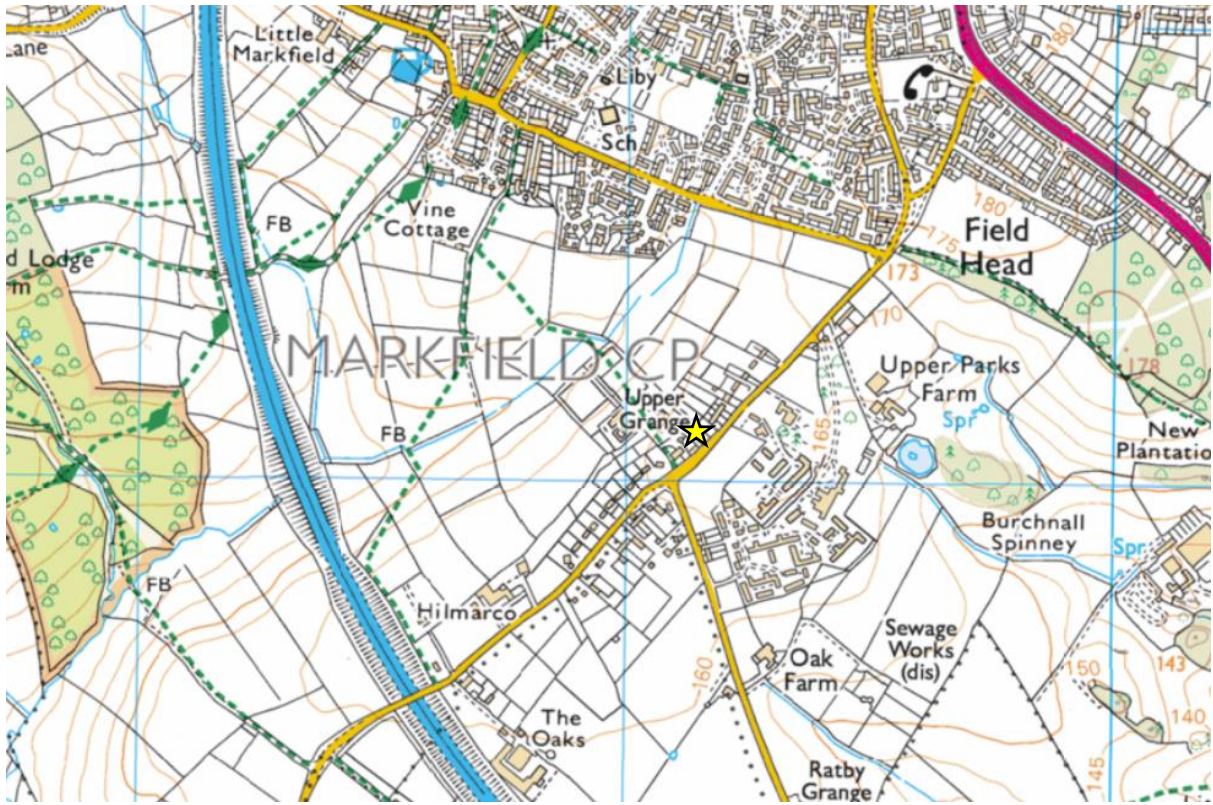 Lane
Little
Markfield
Liby
Sch
180
FB
Vine
Cottage
180
175
Field
Head
173
d Lodge
m
170
MARKFIELD CP
Upper Parks
Farm
178
Upper
Grange
Spr
165
New
Plantatio
FB
Burchnall
Spinney
Spr
FB
Hilmarco
Sewage
Works
(dis)
160
Oak
Farm
150
143
The
Oaks
140
145
Ratby
Grange